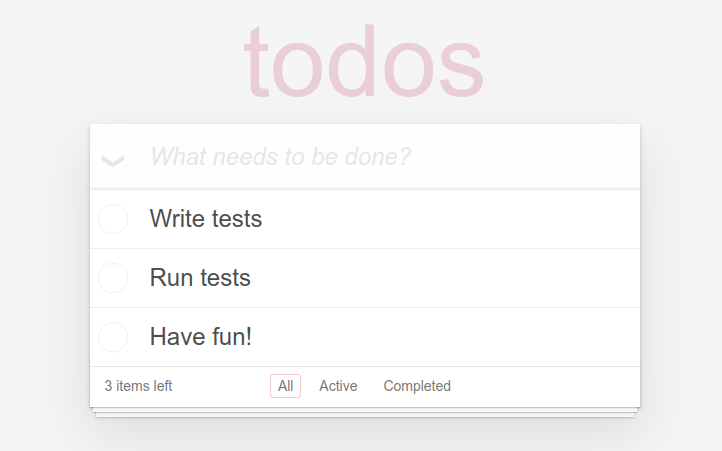 todos
What needs to be done?
Write tests
Run tests
Have fun!
3 items left All Active Completed